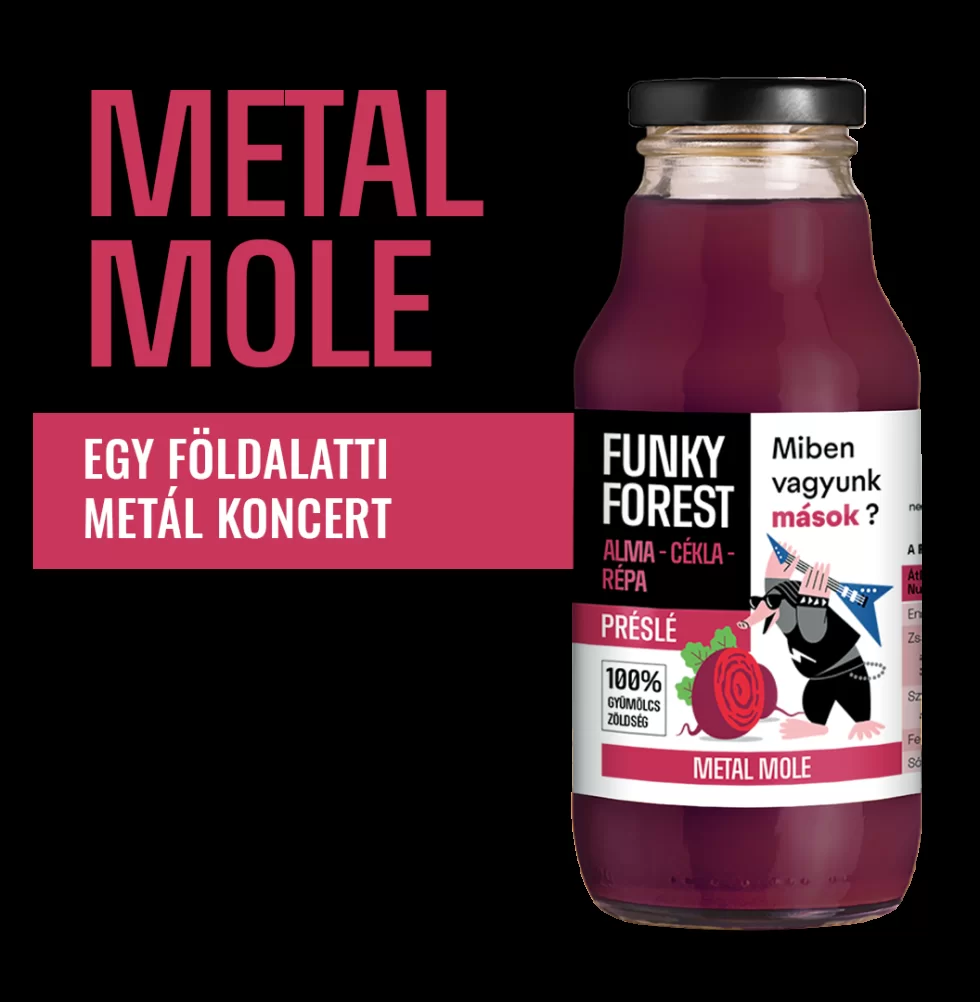 METAL
MOLE
EGY FÖLDALATTI
METÁL KONCERT
FUNKY
FOREST
ALMA - CÉKLA -
RÉPA
PRÉSLÉ
100%
GYÜMÖLCS
ZÖLDSÉG
METAL MOLE
Miben
vagyunk
mások ?